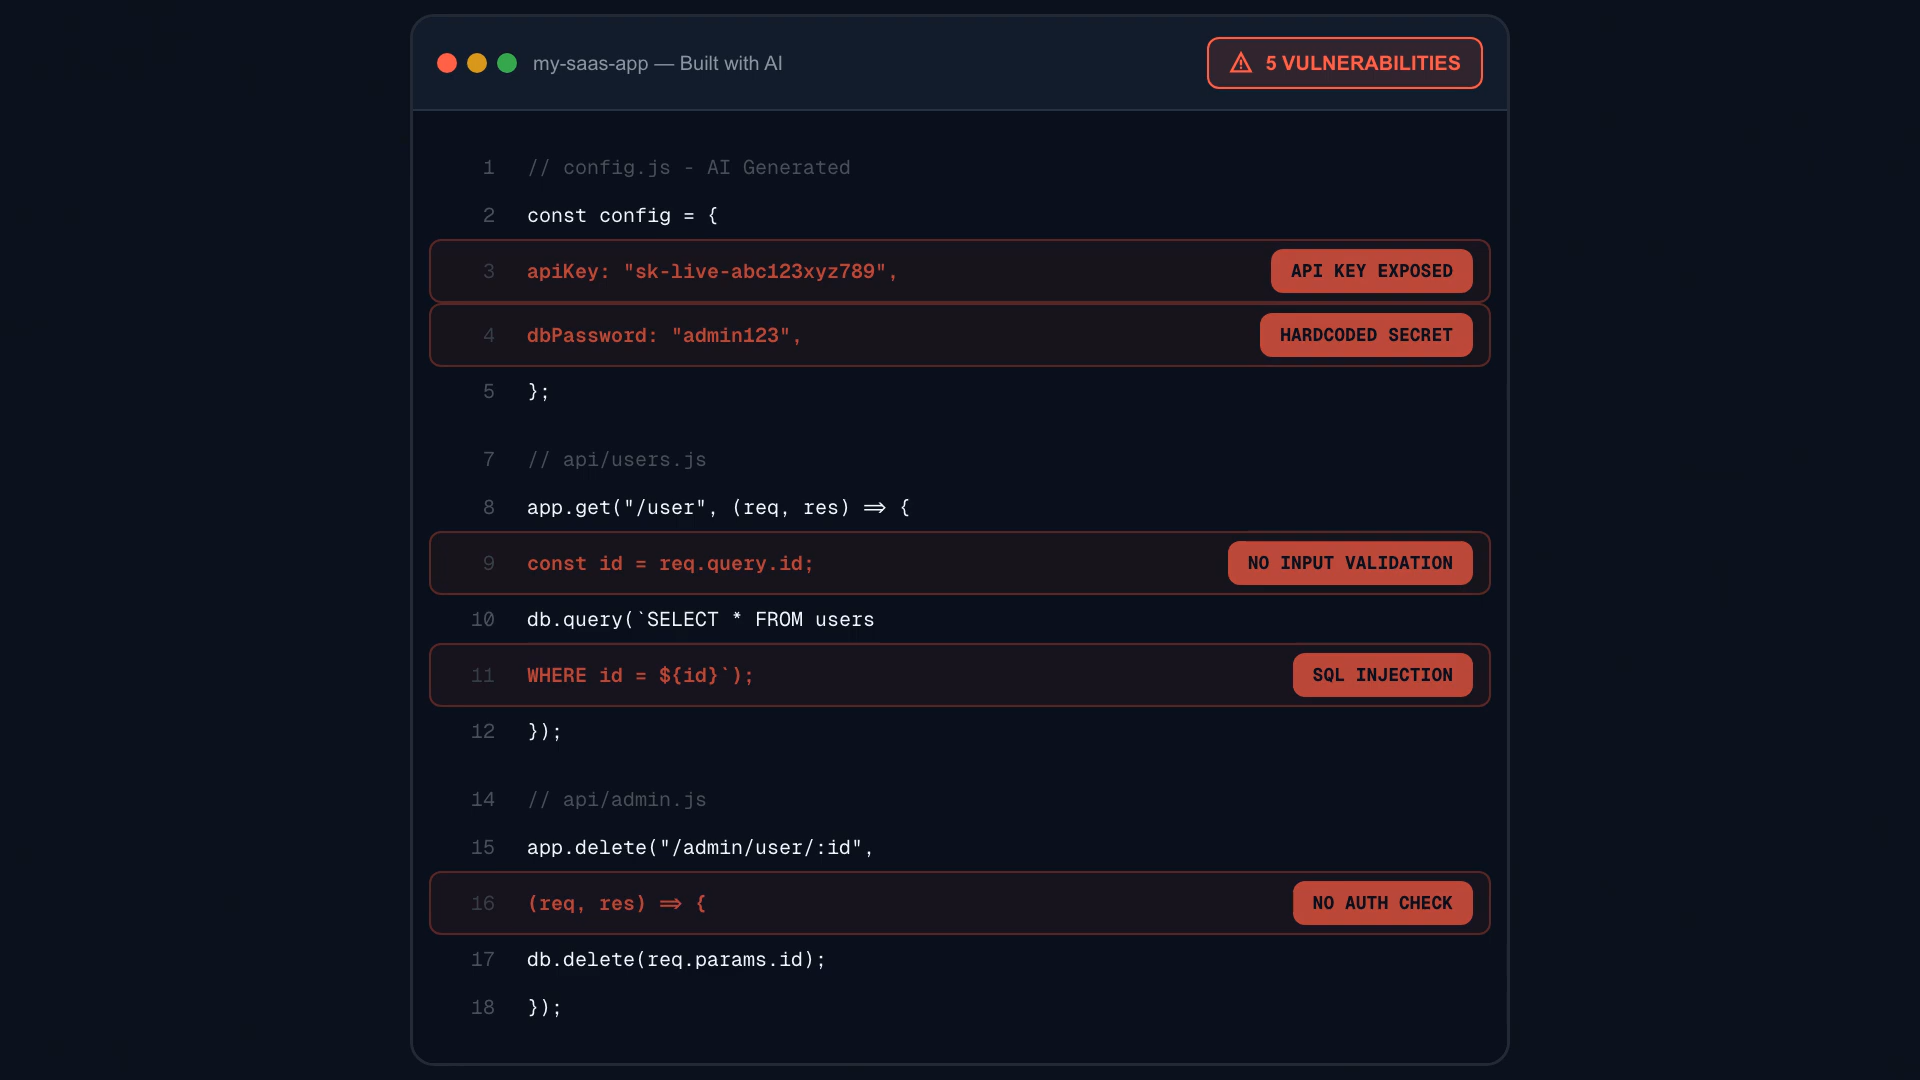 my-saas-app — Built with AI
5 VULNERABILITIES
1 // config.js - AI Generated
2 const config = {
3 apiKey: "sk-live-abc123xyz789", API KEY EXPOSED
4 dbPassword: "admin123", HARDCODED SECRET
5 };
7 // api/users.js
8 app.get("/user", (req, res) => {
9 const id = req.query.id; NO INPUT VALIDATION
10 db.query(`SELECT * FROM users
11 WHERE id = ${id}`); SQL INJECTION
12 });
14 // api/admin.js
15 app.delete("/admin/user/:id",
16 (req, res) => { NO AUTH CHECK
17 db.delete(req.params.id);
18 });